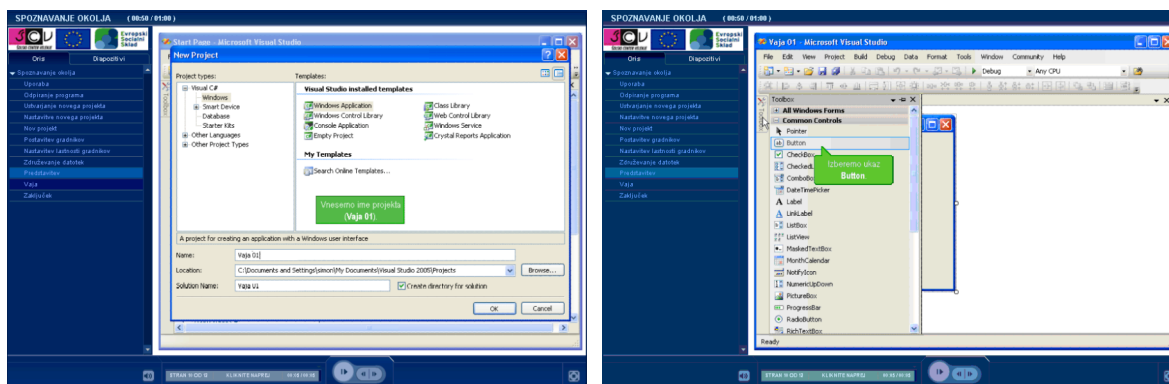 SPOZNAVANJE OKOLJA ( 00:50 / 01:00 )
Evropski
Socialni
Sklad
Oris Diapozitivi
Spoznavanje okolja
Uporaba
Odpiranje programa
Ustvarjanje novega projekta
Nastavitve novega projekta
Nov projekt
Postavitev gradnikov
Nastavitev lastnosti gradnikov
Združevanje datotek
Predstavitev
Vaja
Zaključek
Start Page - Microsoft Visual Studio
New Project
Project types:
Visual C#
Windows
Smart Device
Database
Starter Kits
Other Languages
Other Project Types
Templates:
Visual Studio installed templates
Windows Application
Class Library
Windows Control Library
Web Control Library
Console Application
Windows Service
Empty Project
Crystal Reports Application
My Templates
Search Online Templates...
Vnesemo ime projekta
(Vaja 01).
A project for creating an application with a Windows user interface
Name: Vaja 01
Location: C:\Documents and Settings\simon\My Documents\Visual Studio 2005\Projects Browse...
Solution Name: Vaja 01 Create directory for solution
OK Cancel
KLIKNITE NAPREJ
SPOZNAVANJE OKOLJA ( 00:50 / 01:00 )
Evropski
Socialni
Sklad
Oris Diapozitivi
Spoznavanje okolja
Uporaba
Odpiranje programa
Ustvarjanje novega projekta
Nastavitve novega projekta
Nov projekt
Postavitev gradnikov
Nastavitev lastnosti gradnikov
Združevanje datotek
Predstavitev
Vaja
Zaključek
Vaja 01 - Microsoft Visual Studio
File Edit View Project Build Debug Data Format Tools Window Community Help
Debug Any CPU
Toolbox
All Windows Forms
Common Controls
Pointer
Button
CheckBox
CheckedL
ComboBo
DateTimePicker
Label
LinkLabel
ListBox
ListView
MaskedTextBox
MonthCalendar
NotifyIcon
NumericUpDown
PictureBox
ProgressBar
RadioButton
RichTextBox
Izberemo ukaz
Button
Ready
KLIKNITE NAPREJ